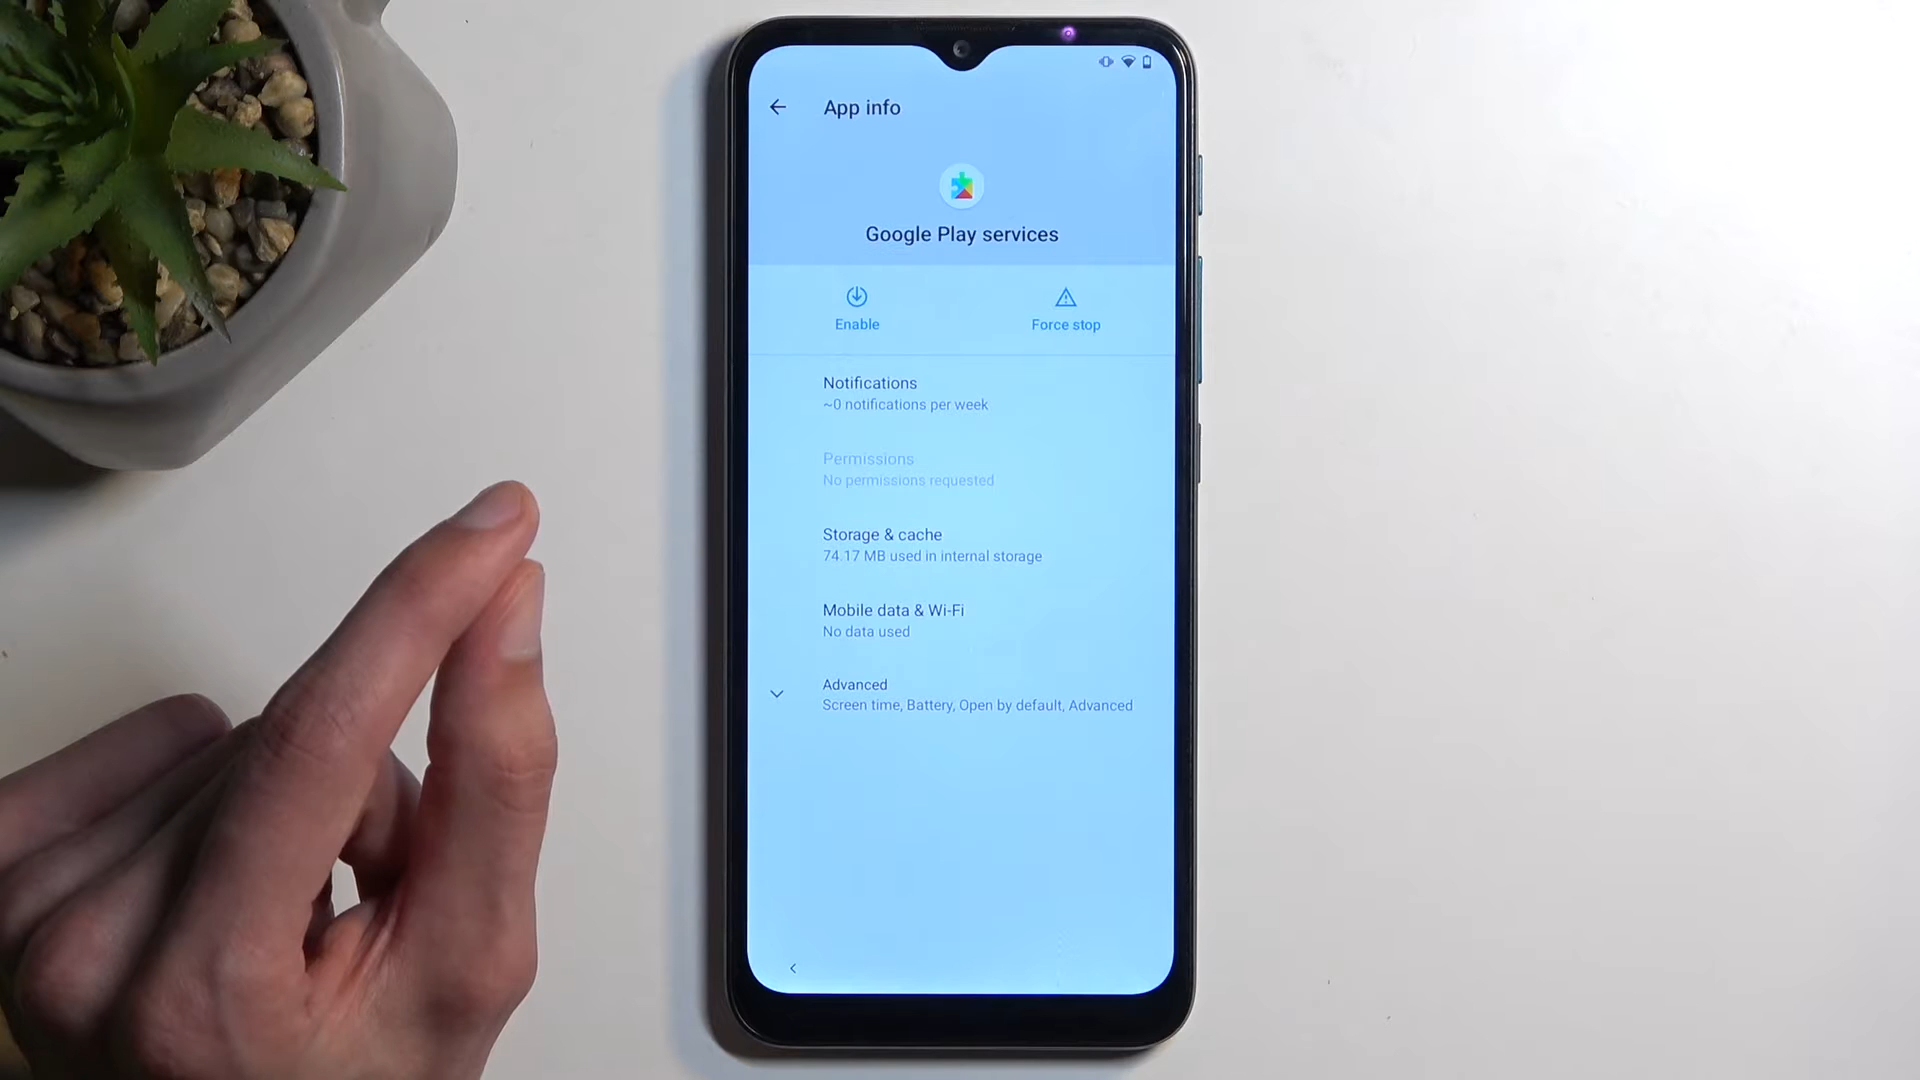 App info
Google Play services
Enable
Force stop
Notifications
~0 notifications per week
Permissions
No permissions requested
Storage & cache
74.17 MB used in internal storage
Mobile data & Wi-Fi
No data used
Advanced
Screen time, Battery, Open by default, Advanced